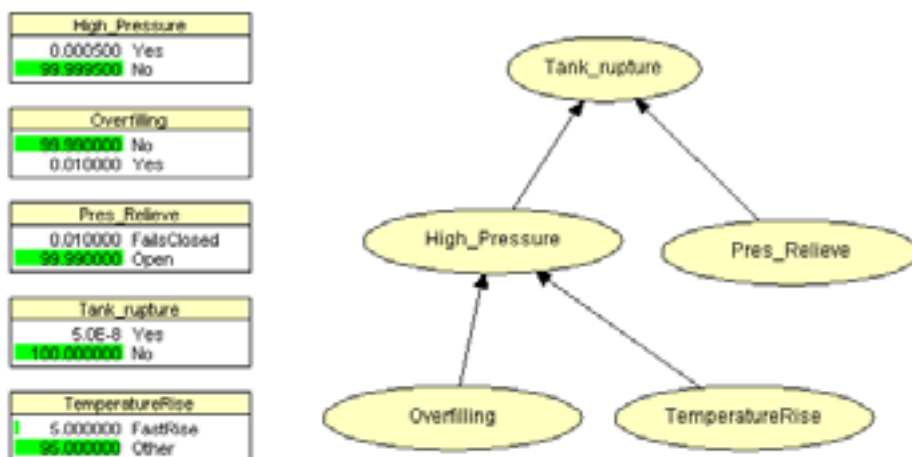 High_Pressure
0.000500 Yes
99.999500 No
Overfilling
99.990000 No
0.010000 Yes
Pres_Relieve
0.010000 FailsClosed
99.990000 Open
Tank_rupture
5.0E-8 Yes
100.000000 No
TemperatureRise
5.000000 FastRise
95.000000 Other
Tank_rupture
High_Pressure
Pres_Relieve
Overfilling
TemperatureRise